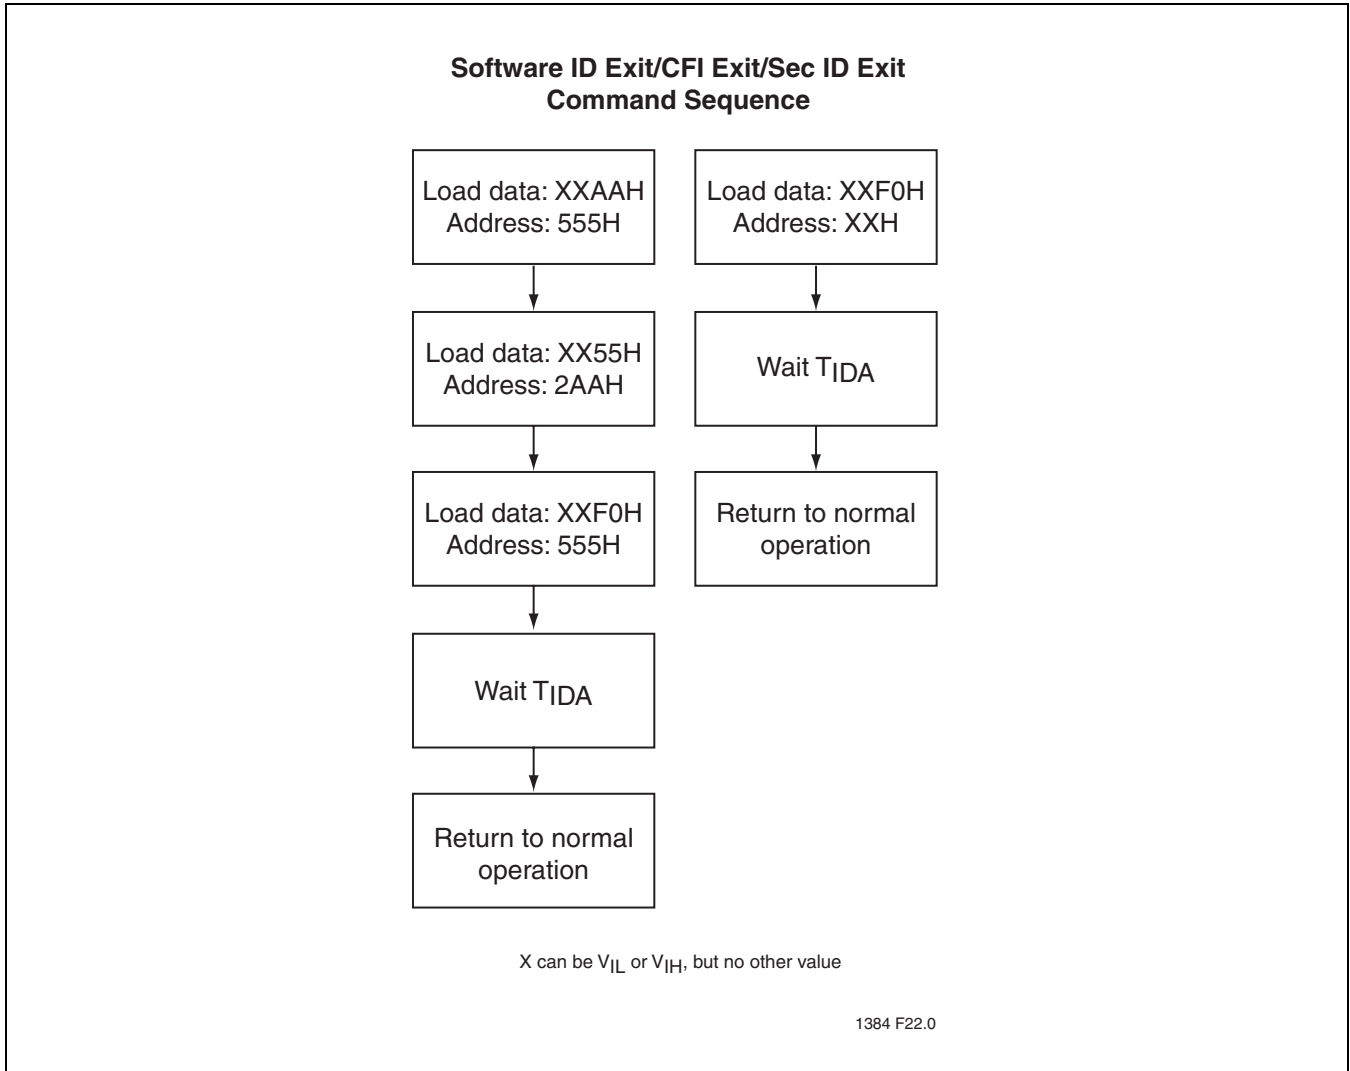 Software ID Exit/CFI Exit/Sec ID Exit
Command Sequence
Load data: XXAAH
Address: 555H
Load data: XX55H
Address: 2AAH
Load data: XXF0H
Address: 555H
Wait TIDA
Return to normal
operation
Load data: XXF0H
Address: XXH
Wait TIDA
Return to normal
operation
X can be VIL or VIH, but no other value
1384 F22.0